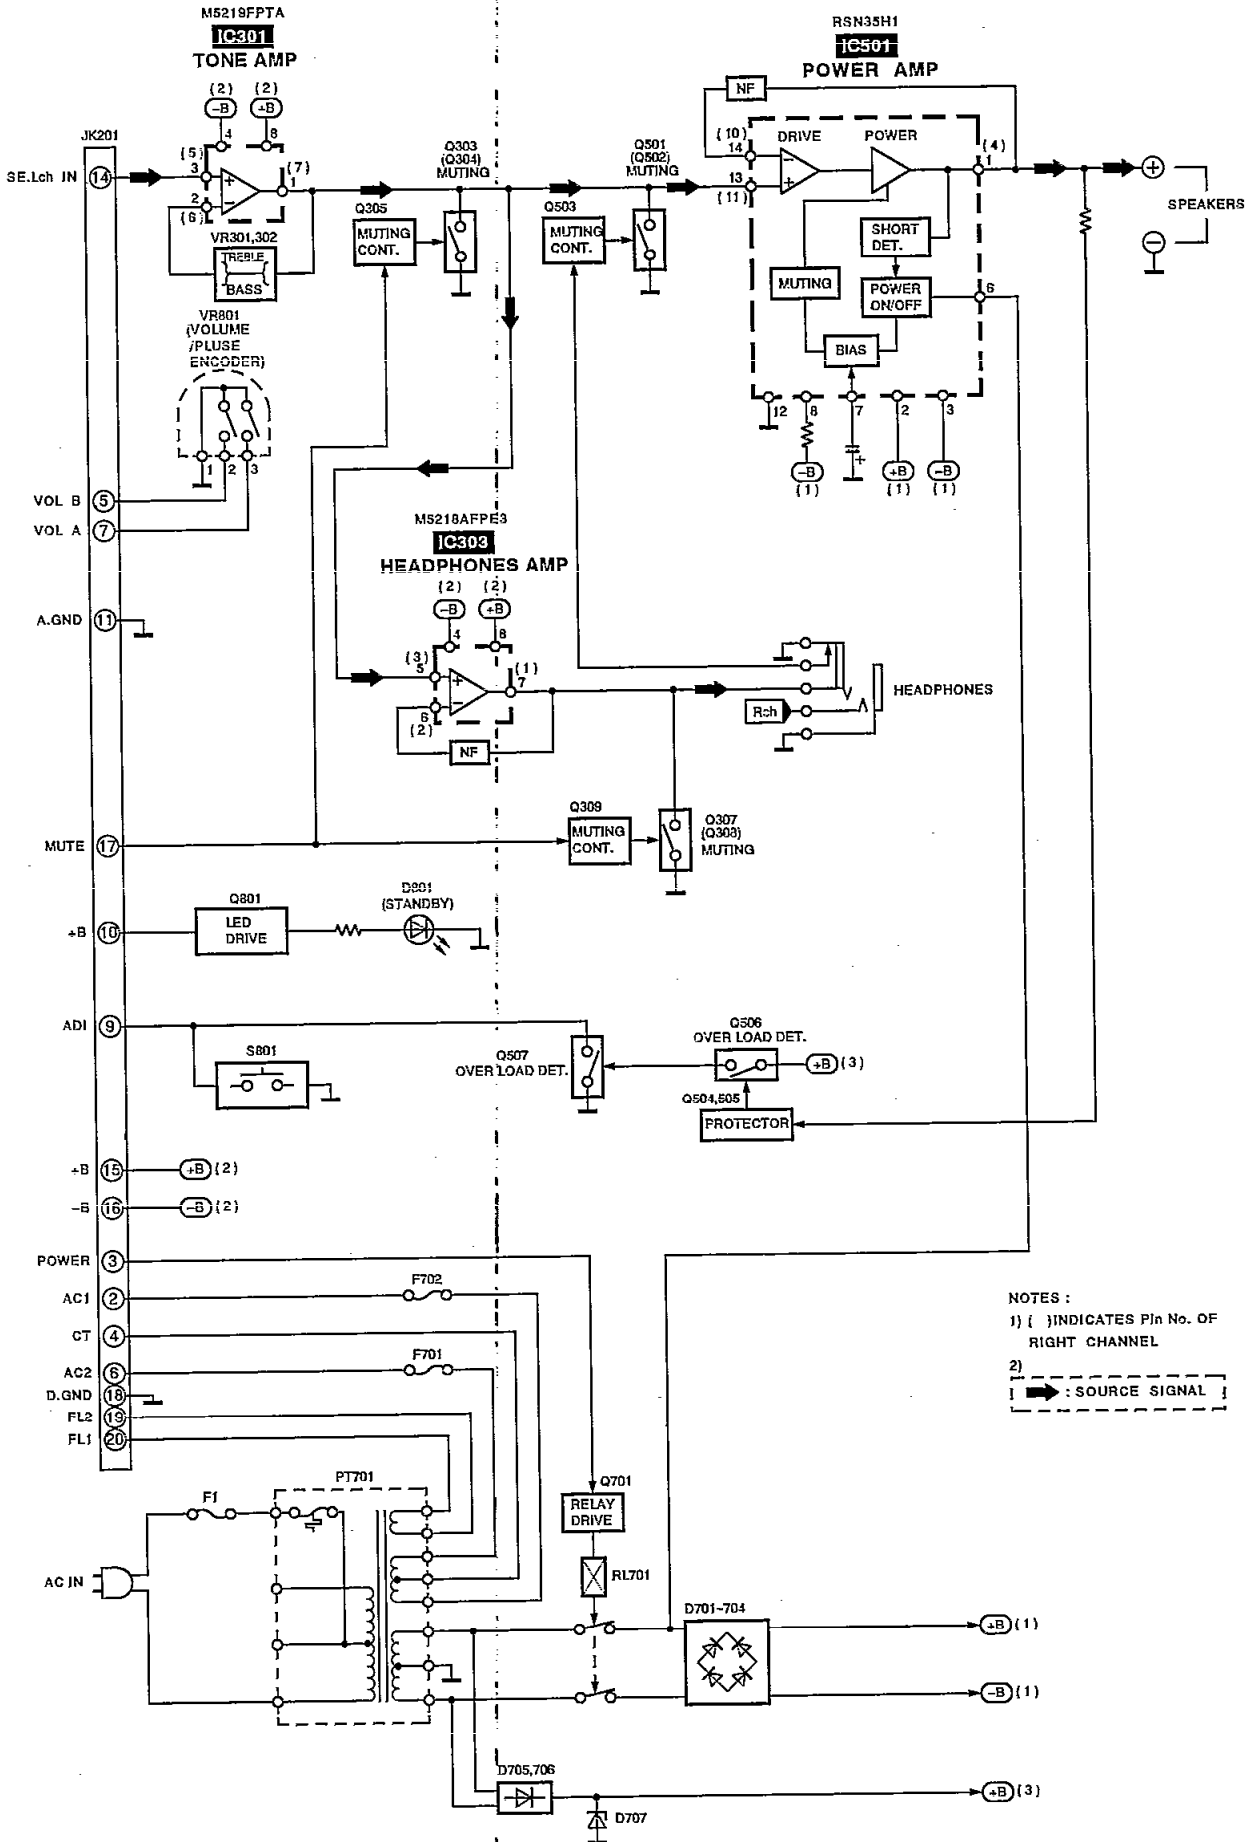 M5219FPTA
IC301
TONE AMP
RSN35H1
IC501
POWER AMP
(2) (2)
-B +B
4 8
NF
JK201
SE.Lch IN 14
(5)
3
+
(7)
1
2
-
(6)
Q303
(Q304)
MUTING
Q305
MUTING
CONT.
Q501
(Q502)
MUTING
Q503
MUTING
CONT.
(10)
14
13
(11)
DRIVE
POWER
-
+
(4)
1
+
SPEAKERS
-
VR301,302
TREBLE
BASS
SHORT
DET.
MUTING
POWER
ON/OFF
6
BIAS
VR801
(VOLUME
/PLUSE
ENCODER)
1 2 3
12 8 7 2 3
-B +B -B
(1) (1) (1)
+
VOL B 5
VOL A 7
M5218AFPE3
IC303
HEADPHONES AMP
(2) (2)
-B +B
4 8
A.GND 11
(3)
5
+
(1)
7
-
6
(2)
NF
HEADPHONES
Rch
Q309
MUTING
CONT.
Q307
(Q308)
MUTING
MUTE 17
Q801
LED
DRIVE
D801
(STANDBY)
+B 10
ADI 9
S801
Q507
OVER LOAD DET.
Q506
OVER LOAD DET.
+B (3)
Q504,505
PROTECTOR
+B 15 +B (2)
-B 16 -B (2)
POWER 3
AC1 2
F702
CT 4
AC2 6
F701
D.GND 18
FL2 19
FL1 20
NOTES :
1) ( )INDICATES Pin No. OF
RIGHT CHANNEL
2)
: SOURCE SIGNAL
PT701
F1
AC IN
Q701
RELAY
DRIVE
RL701
D701~704
+B (1)
-B (1)
D705,706
D707
+B (3)